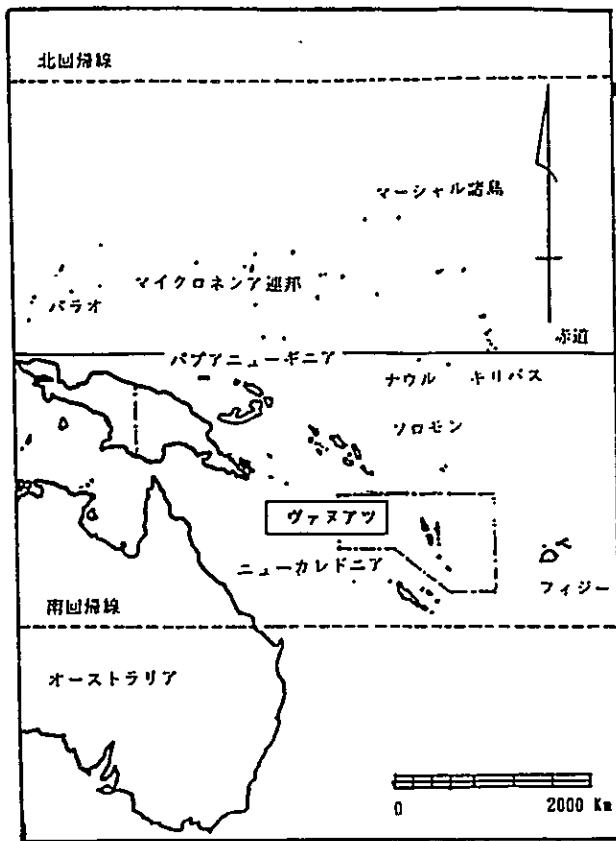 北回帰線
マーシャル諸島
マイクロネシア連邦
パラオ
赤道
パプアニューギニア
ナウル
キリバス
ソロモン
ヴァヌアツ
ニューカレドニア
フィジー
南回帰線
オーストラリア
0 2000 Km